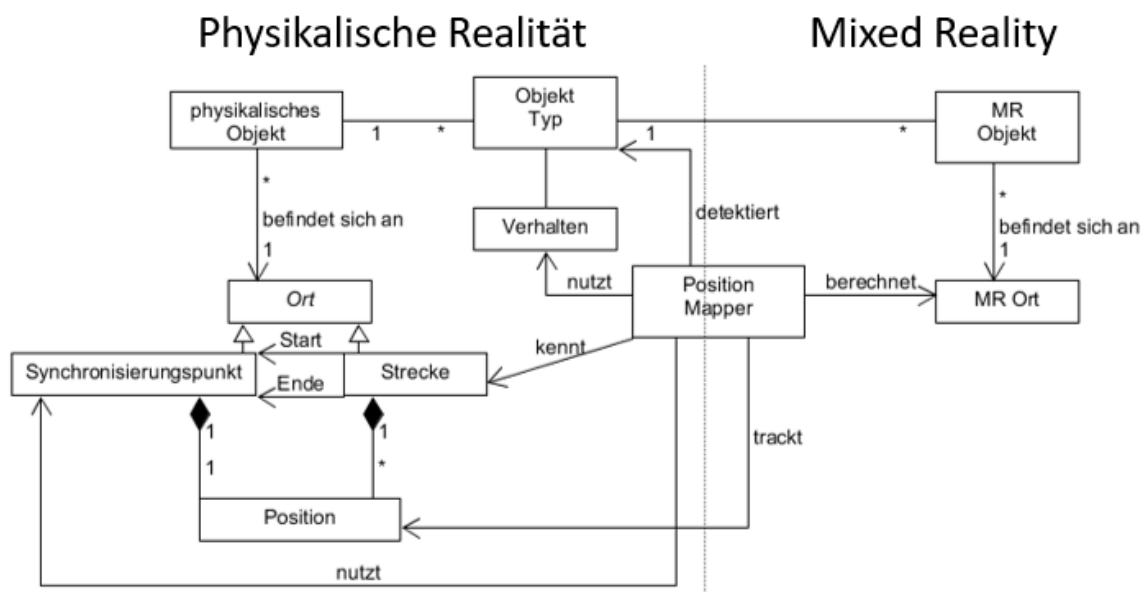 Physikalische Realität
Mixed Reality
physikalisches
Objekt
1
*
Objekt
Typ
1
*
MR
Objekt
*
befindet sich an
1
Verhalten
detektiert
*
befindet sich an
1
nutzt
Position
Mapper
berechnet
MR Ort
Ort
Start
kennt
Synchronisierungspunkt
Ende
Strecke
1
1
1
*
trackt
Position
nutzt